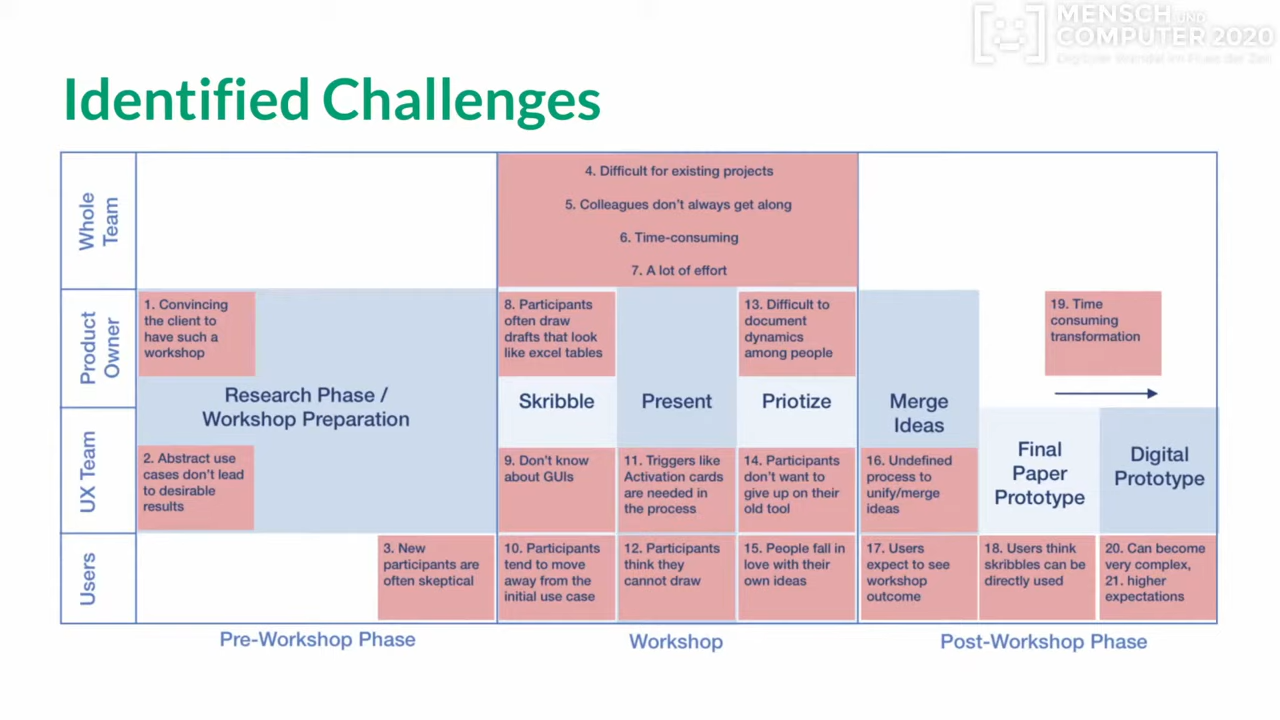 MENSCH UND
COMPUTER 2020
Digitaler Wandel im Fluss der Zeit
Identified Challenges
Whole
Team
4. Difficult for existing projects
5. Colleagues don't always get along
6. Time-consuming
7. A lot of effort
Product
Owner
1. Convincing
the client to
have such a
workshop
8. Participants
often draw
drafts that look
like excel tables
13. Difficult to
document
dynamics
among people
19. Time
consuming
transformation
Research Phase /
Workshop Preparation
Skribble
Present
Priotize
Merge
Ideas
Final
Paper
Prototype
Digital
Prototype
UX Team
2. Abstract use
cases don't lead
to desirable
results
9. Don't know
about GUIs
11. Triggers like
Activation cards
are needed in
the process
14. Participants
don't want to
give up on their
old tool
16. Undefined
process to
unify/merge
ideas
Users
3. New
participants are
often skeptical
10. Participants
tend to move
away from the
initial use case
12. Participants
think they
cannot draw
15. People fall in
love with their
own ideas
17. Users
expect to see
workshop
outcome
18. Users think
skribbles can be
directly used
20. Can become
very complex,
21. higher
expectations
Pre-Workshop Phase
Workshop
Post-Workshop Phase